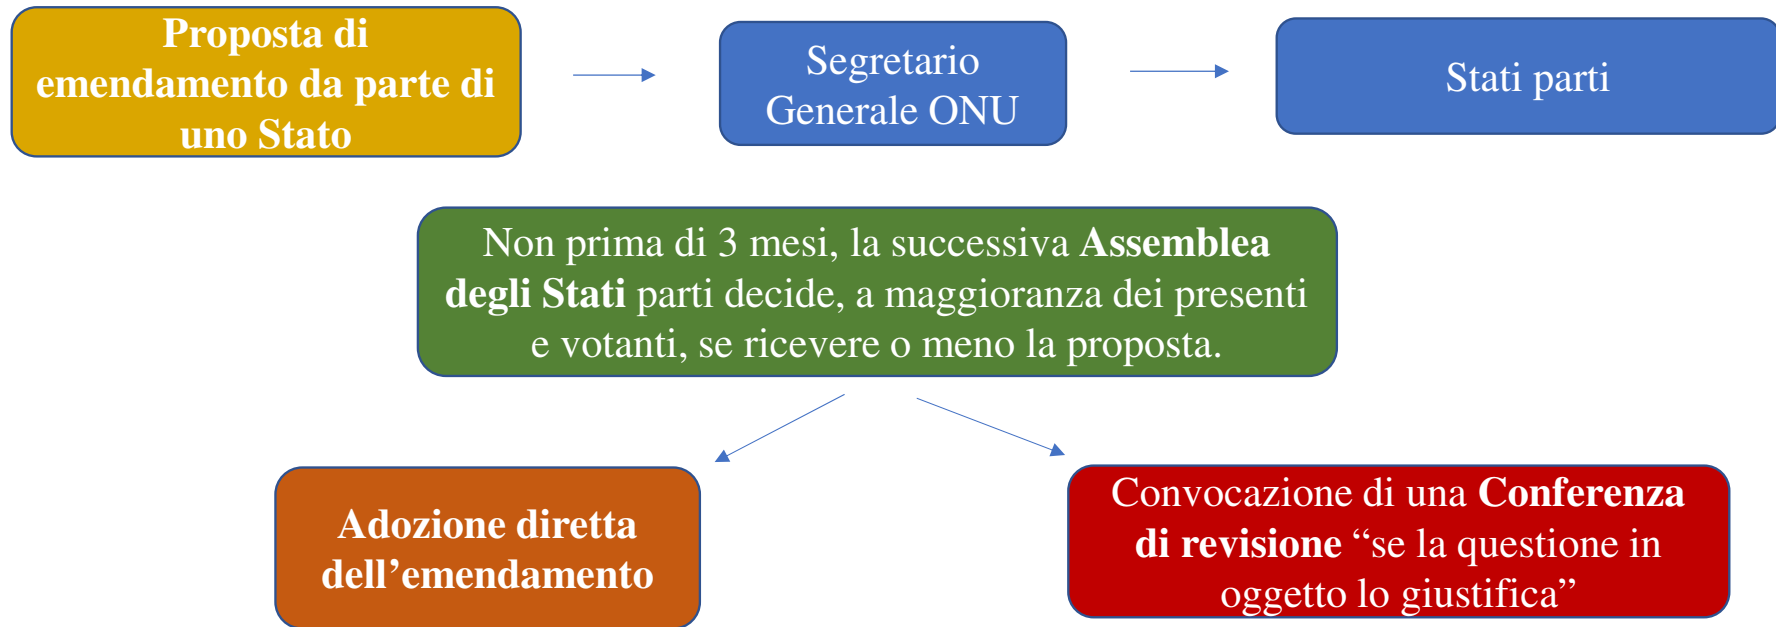 Proposta di
emendamento da parte di
uno Stato
Segretario
Generale ONU
Stati parti
Non prima di 3 mesi, la successiva Assemblea
degli Stati parti decide, a maggioranza dei presenti
e votanti, se ricevere o meno la proposta.
Adozione diretta
dell’emendamento
Convocazione di una Conferenza
di revisione “se la questione in
oggetto lo giustifica”